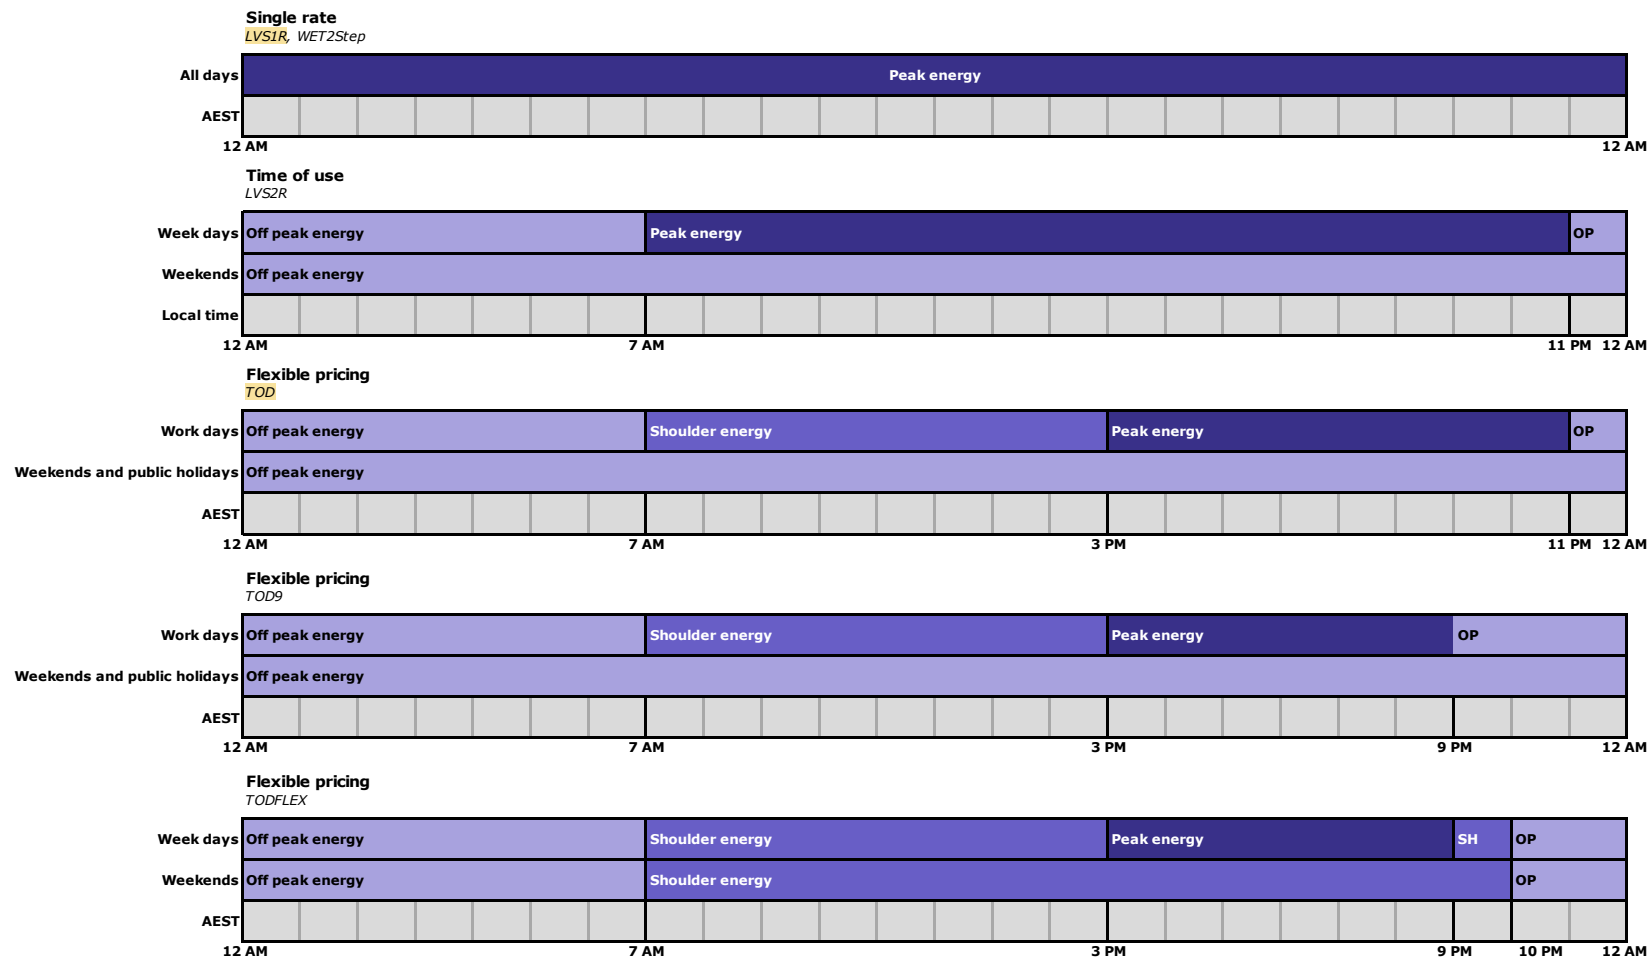 Single rate
LVS1R, WET2Step
All days Peak energy
AEST
12 AM 12 AM
Time of use
LVS2R
Week days Off peak energy Peak energy OP
Weekends Off peak energy
Local time
12 AM 7 AM 11 PM 12 AM
Flexible pricing
TOD
Work days Off peak energy Shoulder energy Peak energy OP
Weekends and public holidays Off peak energy
AEST
12 AM 7 AM 3 PM 11 PM 12 AM
Flexible pricing
TOD9
Work days Off peak energy Shoulder energy Peak energy OP
Weekends and public holidays Off peak energy
AEST
12 AM 7 AM 3 PM 9 PM 12 AM
Flexible pricing
TODFLEX
Week days Off peak energy Shoulder energy Peak energy SH OP
Weekends Off peak energy Shoulder energy OP
AEST
12 AM 7 AM 3 PM 9 PM 10 PM 12 AM